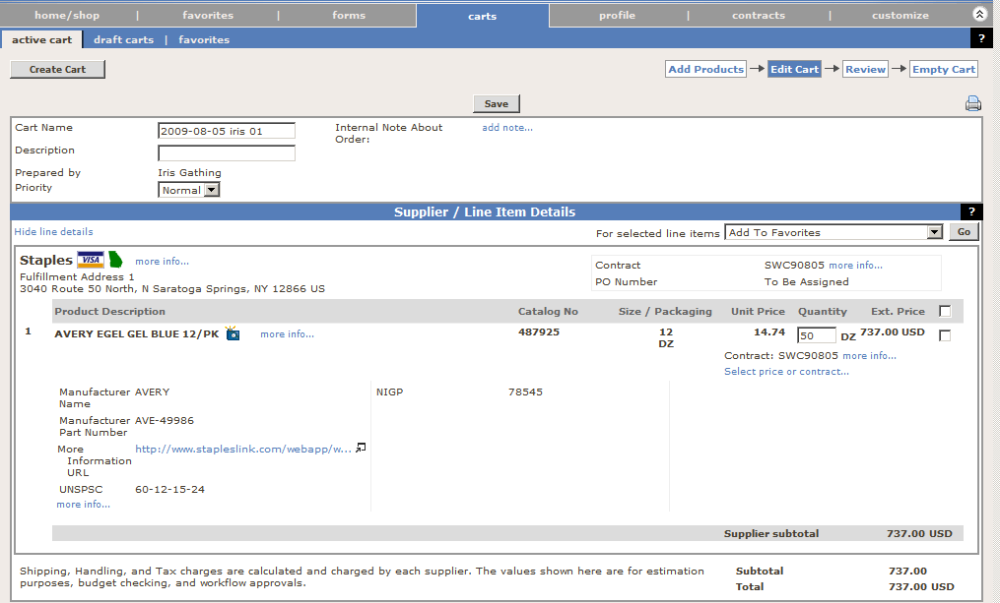 home/shop | favorites | forms carts profile | contracts | customize
active cart draft carts | favorites ?
Create Cart Add Products Edit Cart Review Empty Cart
Save
Cart Name 2009-08-05 iris 01 Internal Note About Order: add note...
Description
Prepared by Iris Gathing
Priority Normal
Supplier / Line Item Details ?
Hide line details For selected line items Add To Favorites Go
Staples VISA more info...
Fulfillment Address 1
3040 Route 50 North, N Saratoga Springs, NY 12866 US
Contract SWC90805 more info...
PO Number To Be Assigned
Product Description Catalog No Size / Packaging Unit Price Quantity Ext. Price
1 AVERY EGEL GEL BLUE 12/PK more info... 487925 12 DZ 14.74 50 DZ 737.00 USD
Contract: SWC90805 more info...
Select price or contract...
Manufacturer Name AVERY NIGP 78545
Manufacturer Part Number AVE-49986
More Information URL http://www.stapleslink.com/webapp/w...
UNSPSC 60-12-15-24
more info...
Supplier subtotal 737.00 USD
Shipping, Handling, and Tax charges are calculated and charged by each supplier. The values shown here are for estimation
purposes, budget checking, and workflow approvals.
Subtotal 737.00
Total 737.00 USD